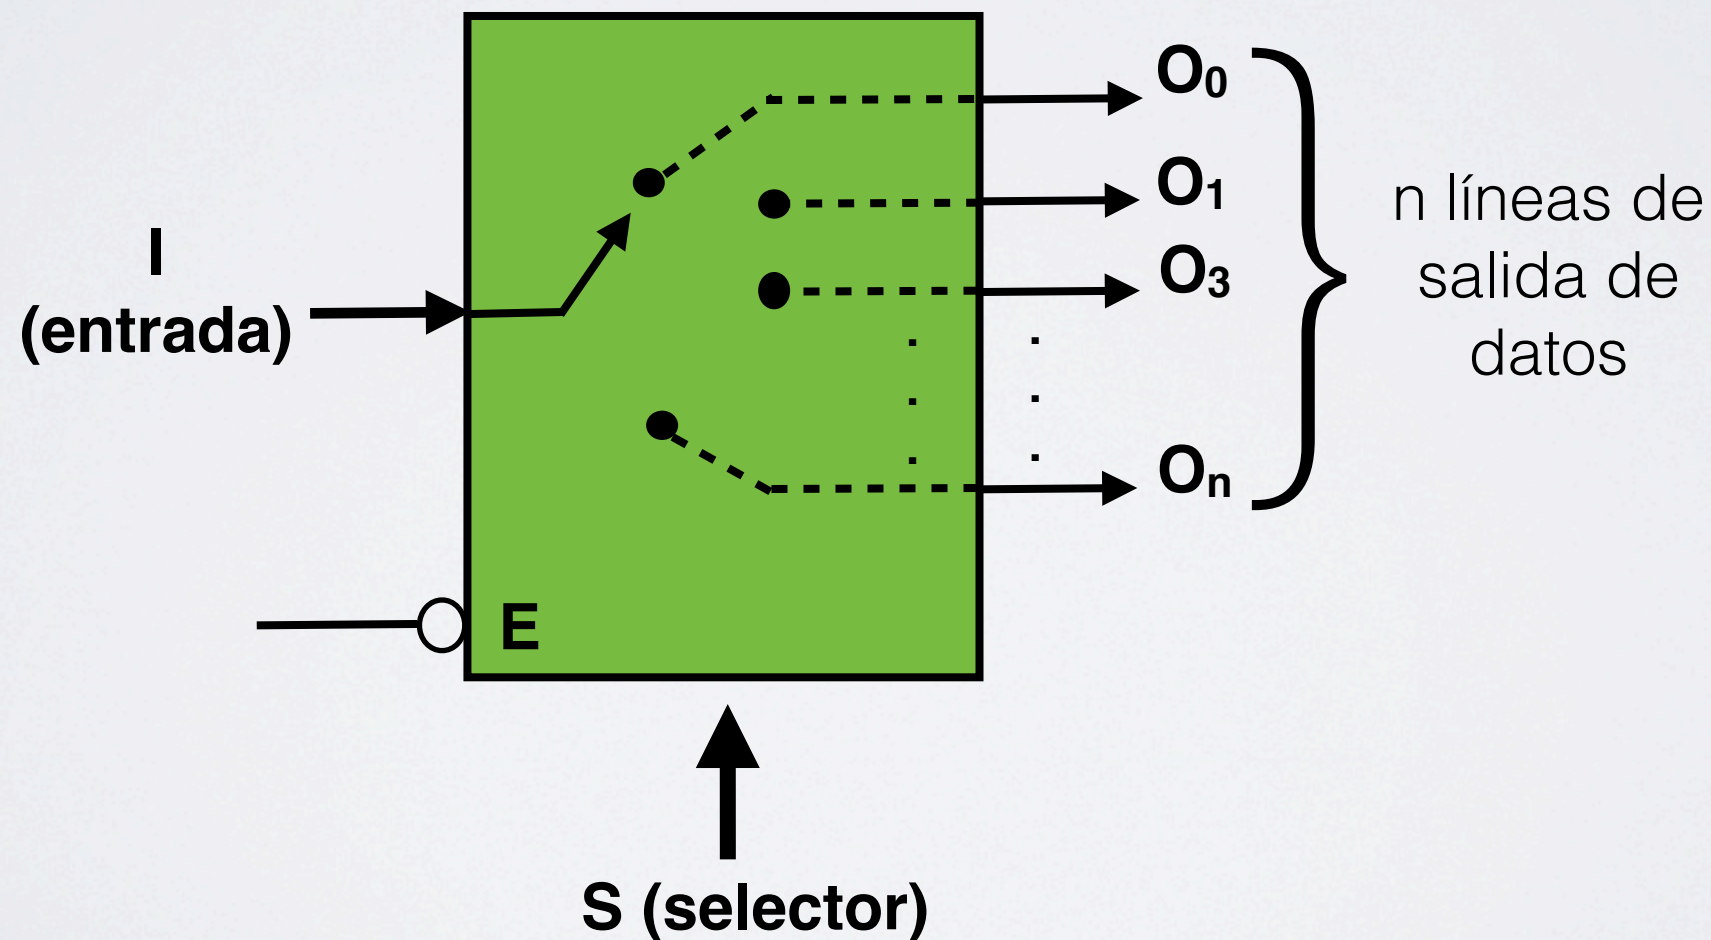 I
(entrada)
O₀
O₁
O₃
Oₙ
n líneas de
salida de
datos
E
S (selector)